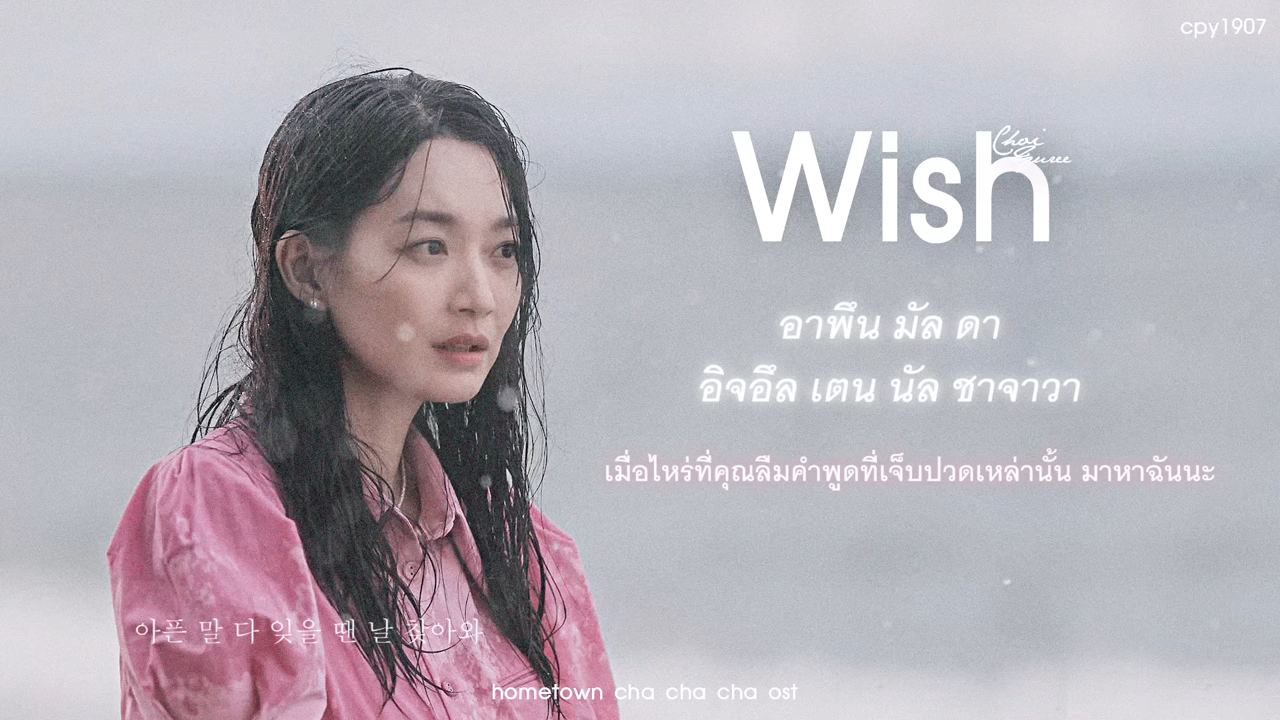 cpy1907
Wish
Choi Yuree
อาพึน มัล ดา
อิจอึล เตน นัล ชาจาวา
เมื่อไหร่ที่คุณลืมคำพูดที่เจ็บปวดเหล่านั้น มาหาฉันนะ
아픈 말 다 잊을 땐 날 찾아와
hometown cha cha cha ost